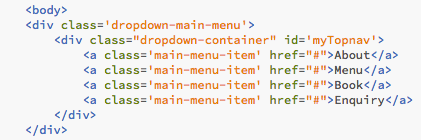 <body>
<div class='dropdown-main-menu'>
<div class="dropdown-container" id='myTopnav'>
<a class='main-menu-item' href="#">About</a>
<a class='main-menu-item' href="#">Menu</a>
<a class='main-menu-item' href="#">Book</a>
<a class='main-menu-item' href="#">Enquiry</a>
</div>
</div>